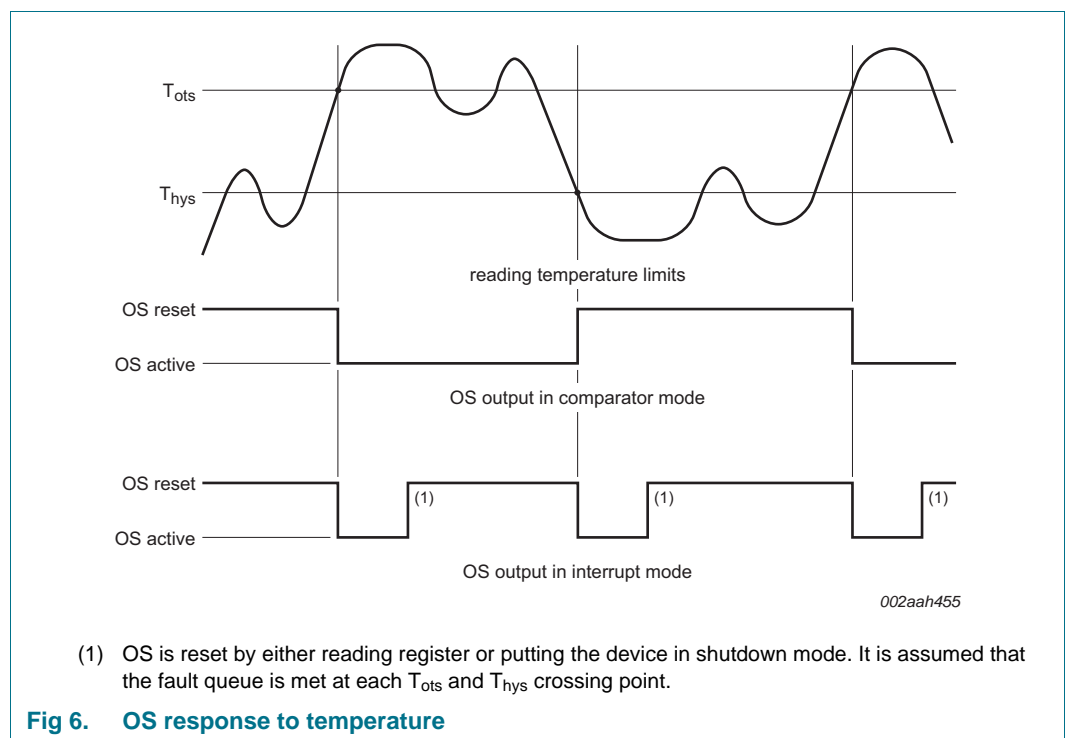 Tots
Thys
reading temperature limits
OS reset
OS active
OS output in comparator mode
OS reset
(1)
(1)
(1)
OS active
OS output in interrupt mode
002aah455
(1) OS is reset by either reading register or putting the device in shutdown mode. It is assumed that
the fault queue is met at each Tots and Thys crossing point.
Fig 6. OS response to temperature